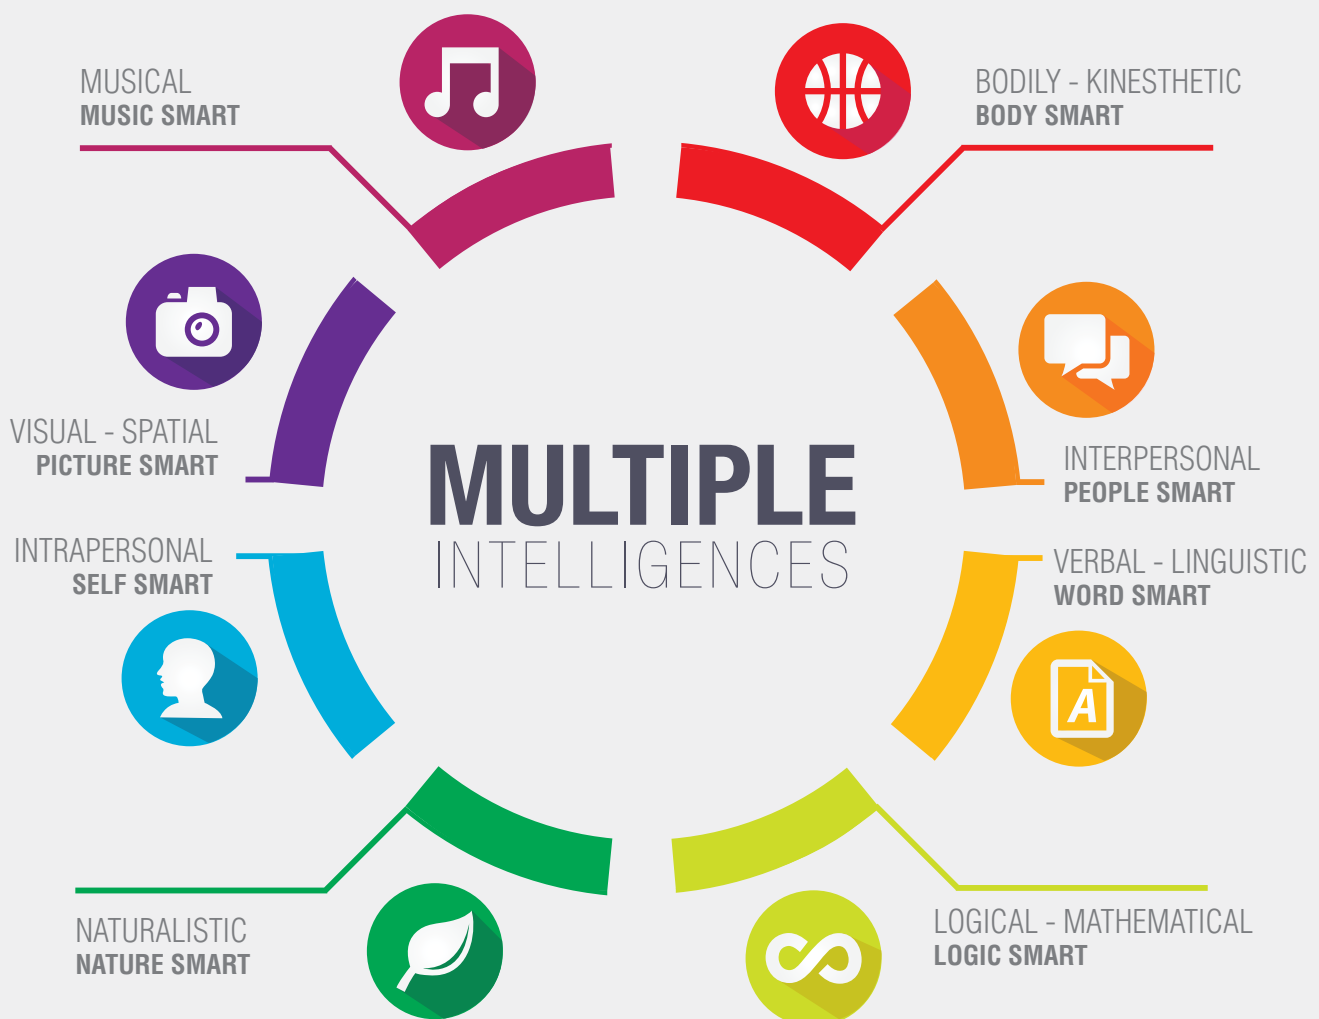 MUSICAL
MUSIC SMART
BODILY - KINESTHETIC
BODY SMART
VISUAL - SPATIAL
PICTURE SMART
INTERPERSONAL
PEOPLE SMART
MULTIPLE
INTELLIGENCES
INTRAPERSONAL
SELF SMART
VERBAL - LINGUISTIC
WORD SMART
A
NATURALISTIC
NATURE SMART
LOGICAL - MATHEMATICAL
LOGIC SMART